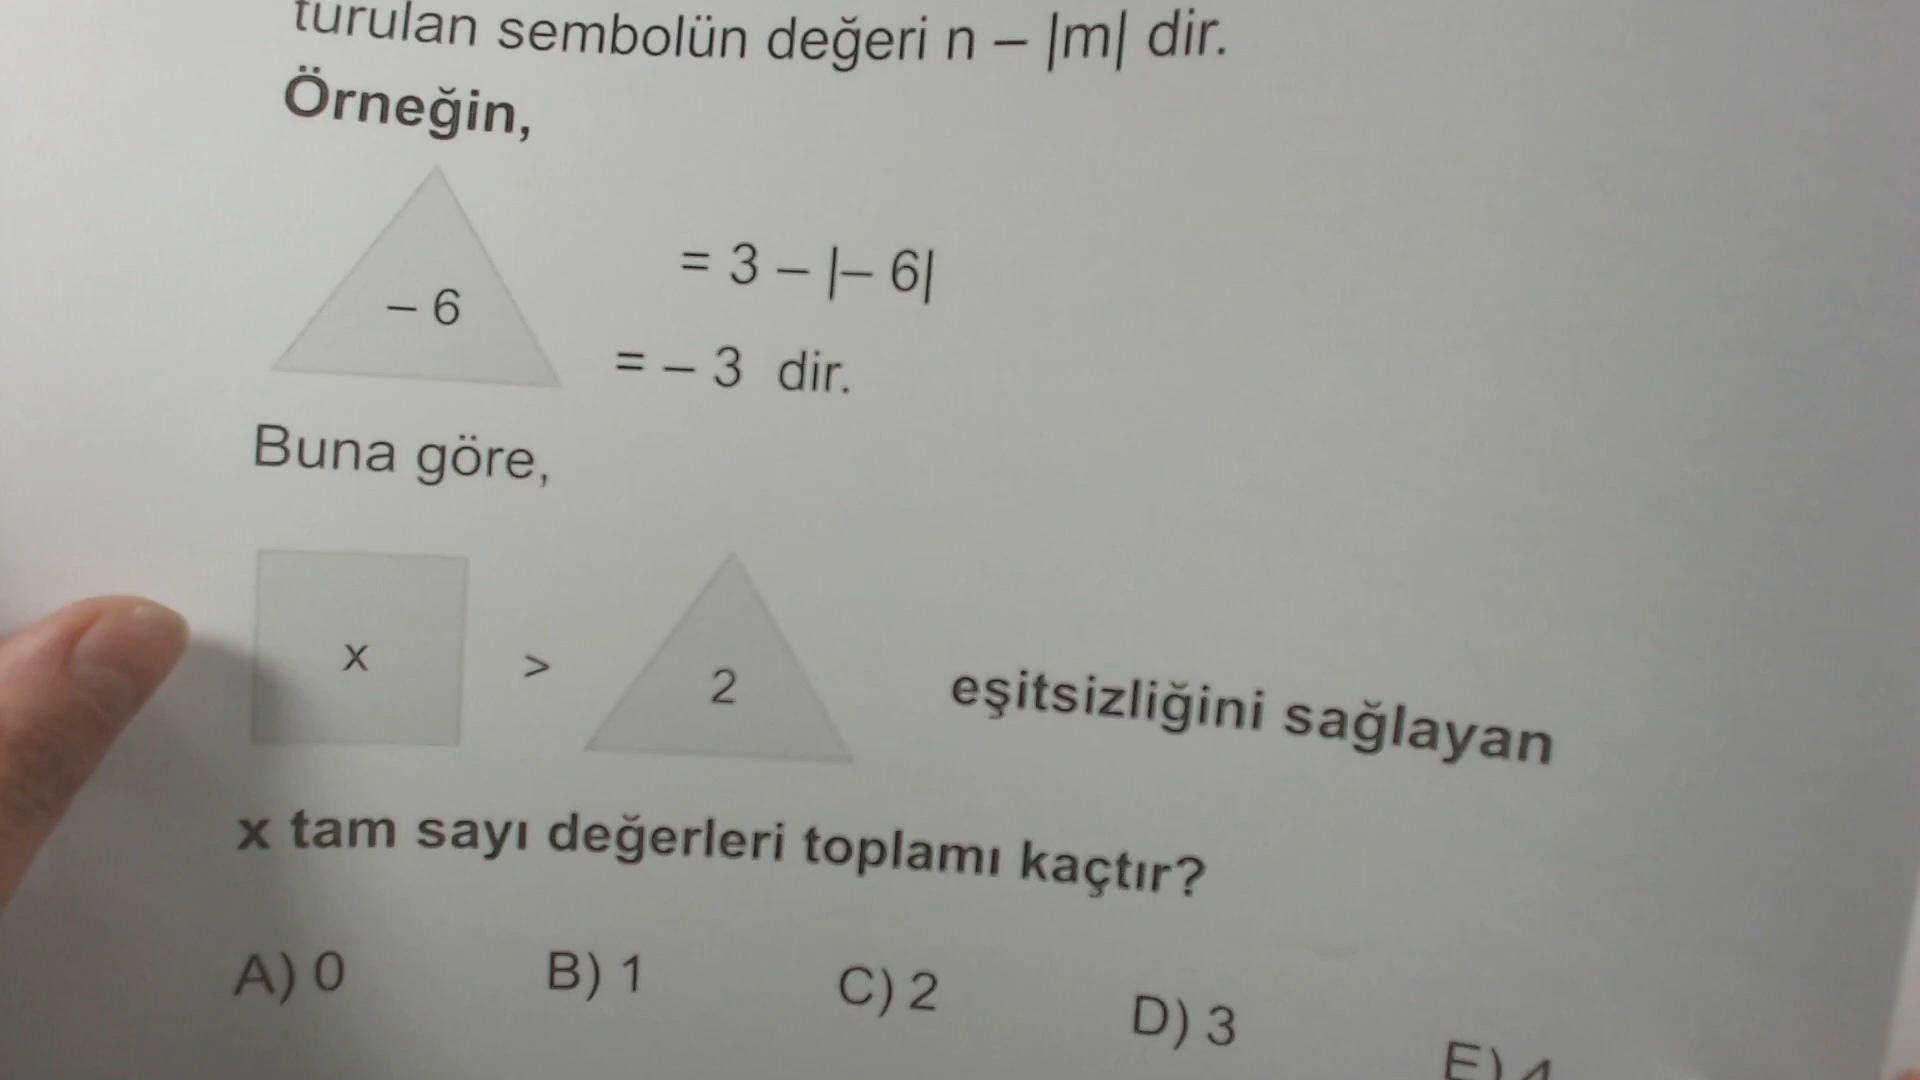 turulan sembolün değeri n – |m| dir.
Örneğin,
– 6
= 3 – |– 6|
= – 3 dir.
Buna göre,
x > 2 eşitsizliğini sağlayan
x tam sayı değerleri toplamı kaçtır?
A) 0 B) 1 C) 2 D) 3 E) 4